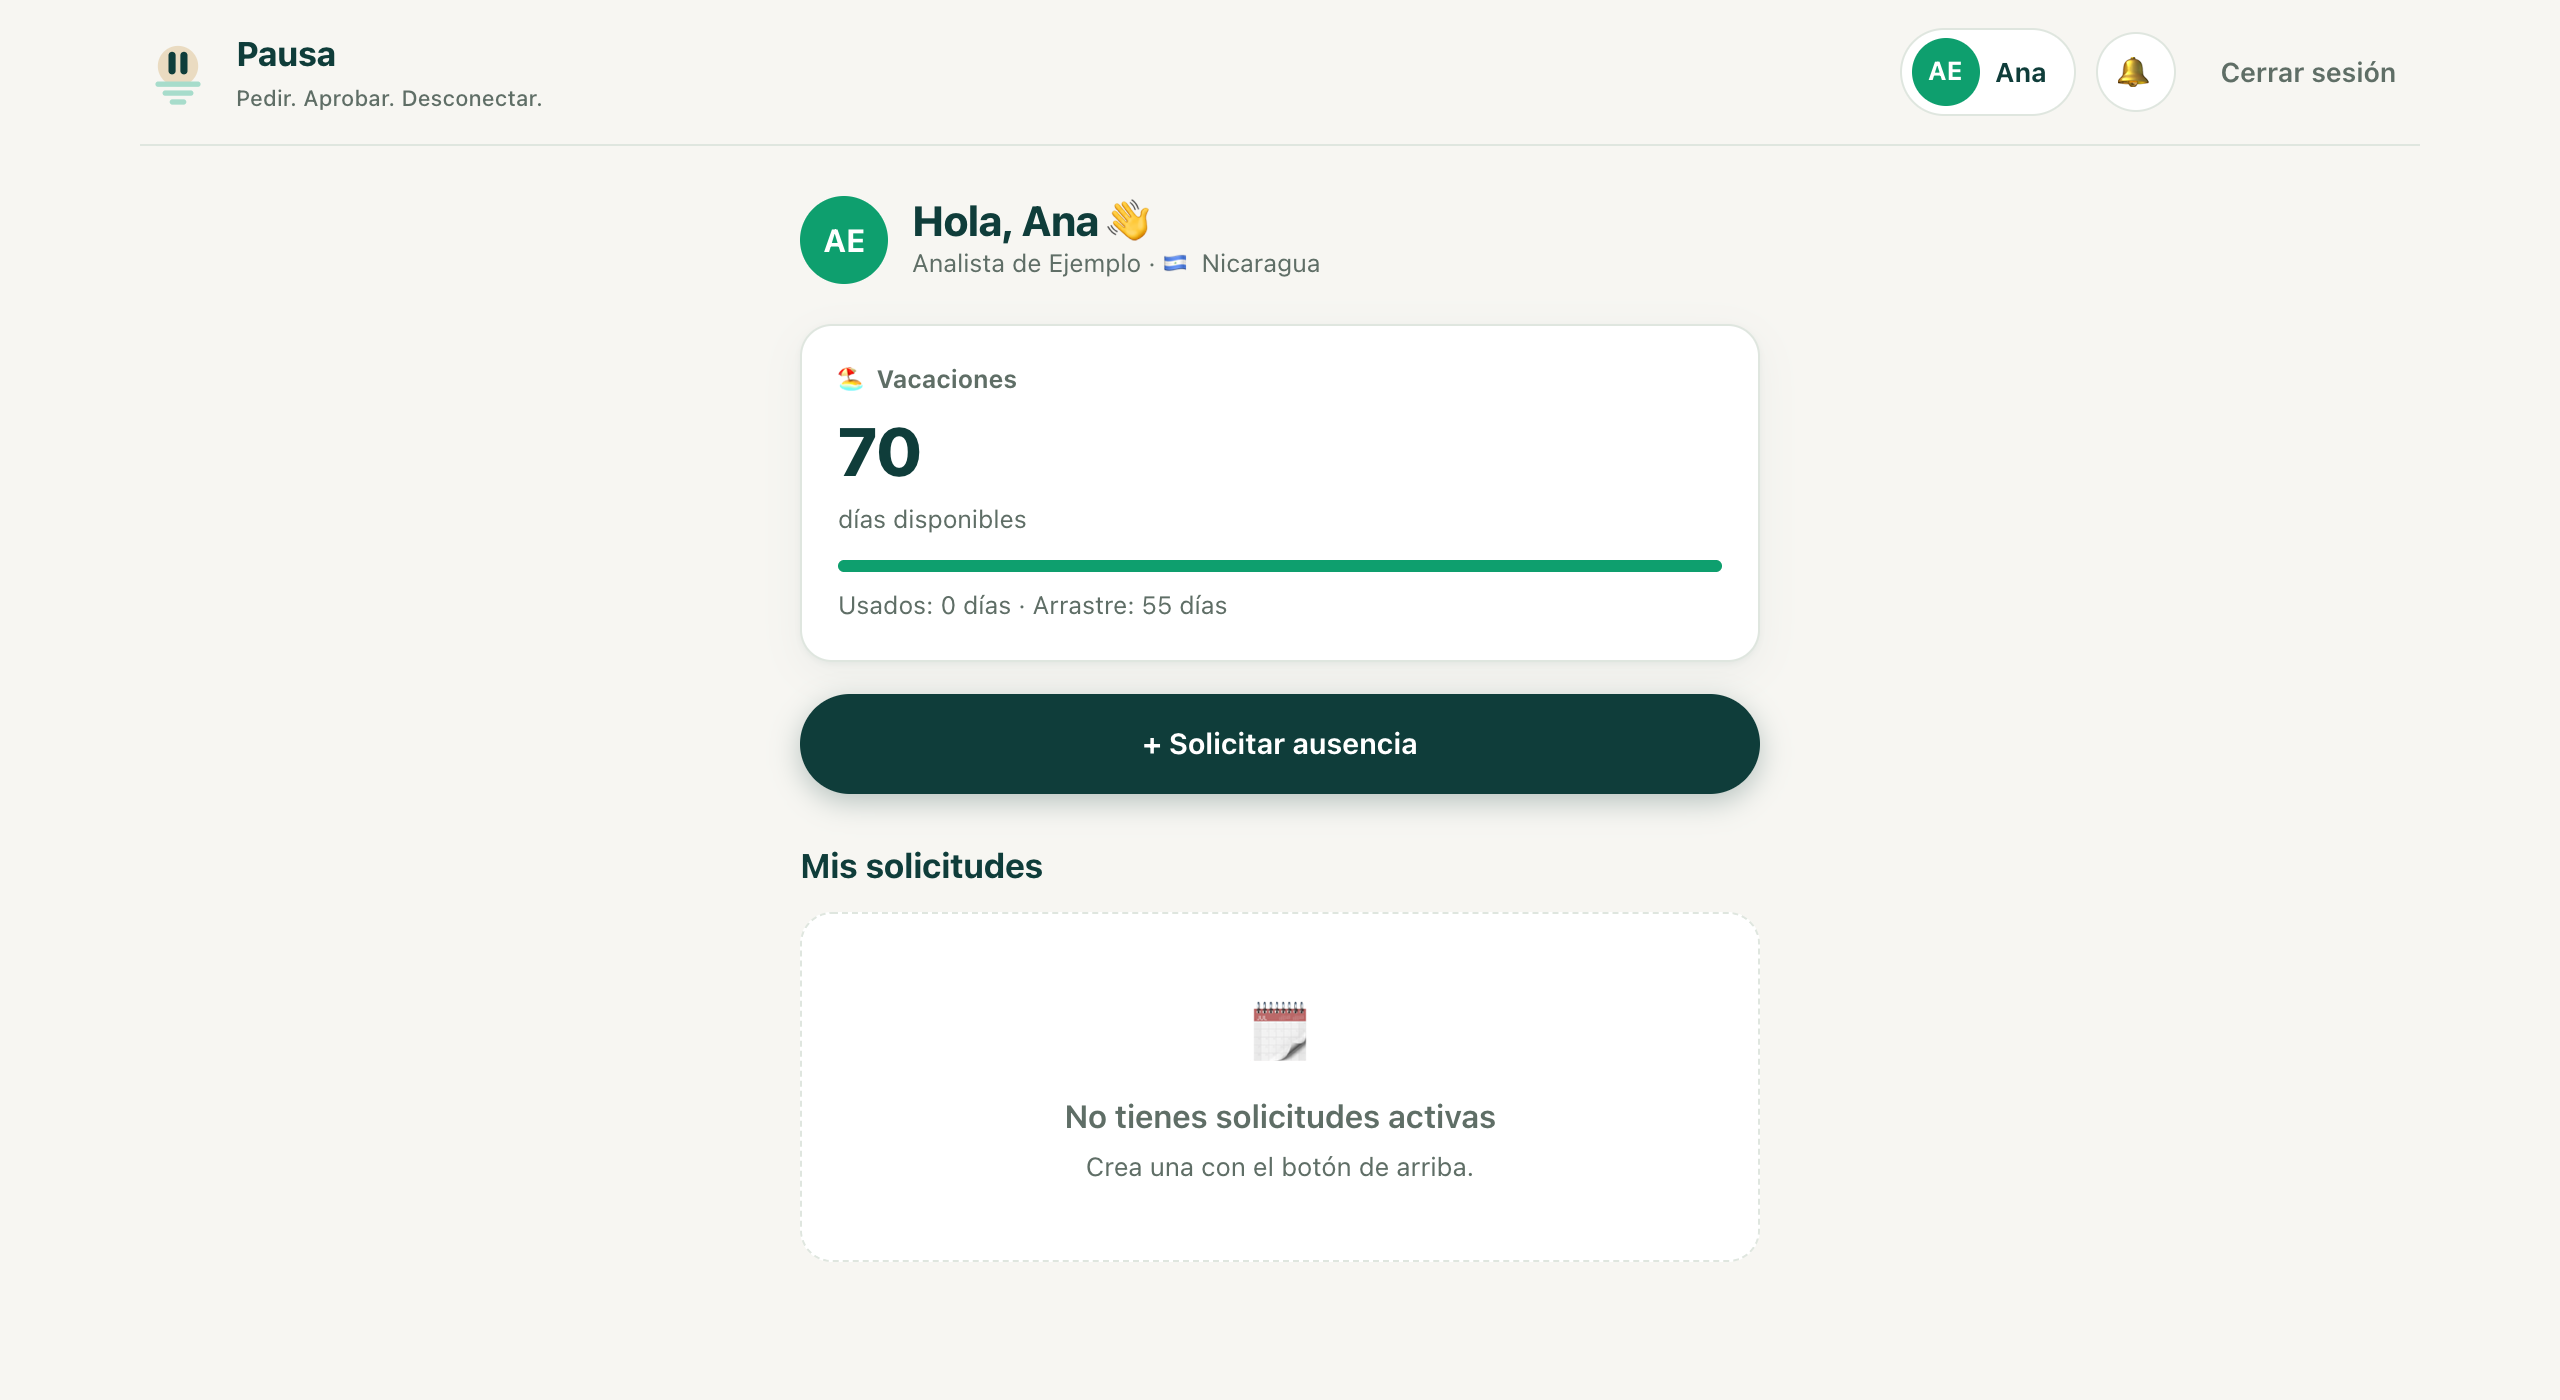 Pausa
Pedir. Aprobar. Desconectar.
AE Ana
Cerrar sesión
AE
Hola, Ana 👋
Analista de Ejemplo · 🇳🇮 Nicaragua
🏖️ Vacaciones
70
días disponibles
Usados: 0 días · Arrastre: 55 días
+ Solicitar ausencia
Mis solicitudes
No tienes solicitudes activas
Crea una con el botón de arriba.